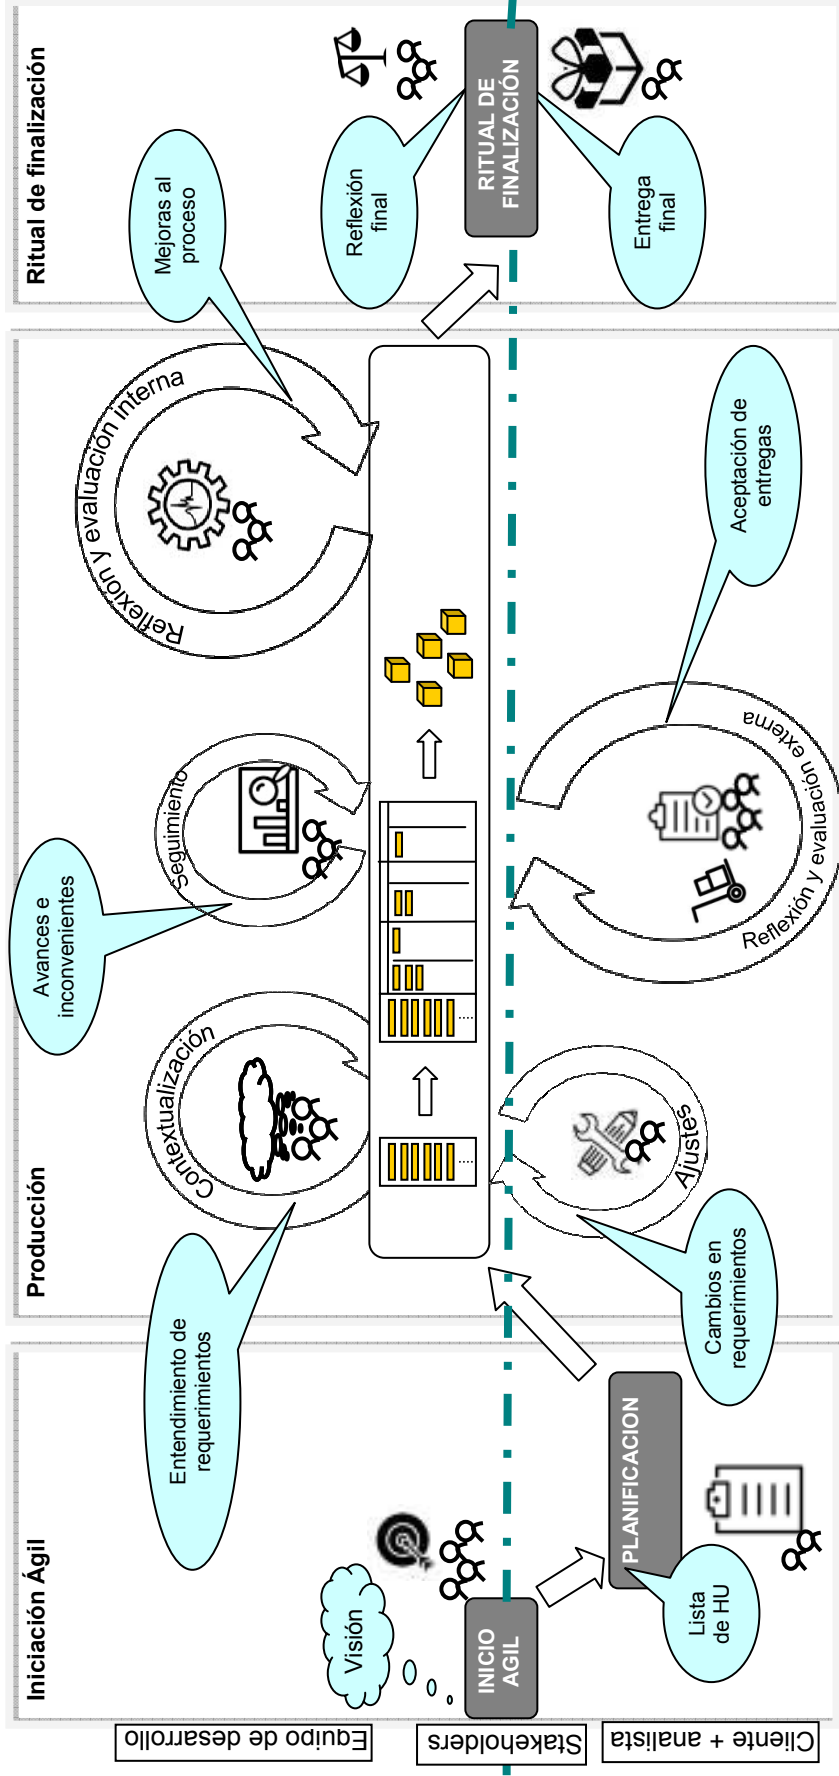 Iniciación Ágil
Producción
Ritual de finalización
Equipo de desarrollo
Stakeholders
Cliente + analista
Visión
INICIO
AGIL
PLANIFICACION
Lista
de HU
Entendimiento de
requerimientos
Contextualización
Avances e
inconvenientes
Seguimiento
Reflexión y evaluación interna
Mejoras al
proceso
Cambios en
requerimientos
Ajustes
Reflexión y evaluación externa
Aceptación de
entregas
Reflexión
final
RITUAL DE
FINALIZACIÓN
Entrega
final